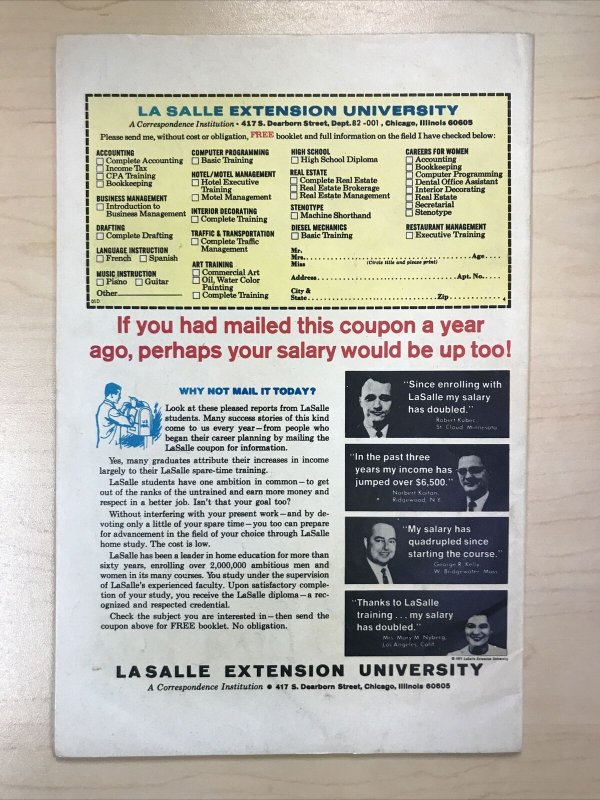 LA SALLE EXTENSION UNIVERSITY
A Correspondence Institution • 417 S. Dearborn Street, Dept. 82-001, Chicago, Illinois 60605
Please send me, without cost or obligation, FREE booklet and full information on the field I have checked below:
ACCOUNTING
Complete Accounting
Income Tax
CPA Training
Bookkeeping
BUSINESS MANAGEMENT
Introduction to
Business Management
DRAFTING
Complete Drafting
LANGUAGE INSTRUCTION
French Spanish
MUSIC INSTRUCTION
Piano Guitar
Other
01D
COMPUTER PROGRAMMING
Basic Training
HOTEL/MOTEL MANAGEMENT
Hotel Executive
Training
Motel Management
INTERIOR DECORATING
Complete Training
TRAFFIC & TRANSPORTATION
Complete Traffic
Management
ART TRAINING
Commercial Art
Oil, Water Color
Painting
Complete Training
HIGH SCHOOL
High School Diploma
REAL ESTATE
Complete Real Estate
Real Estate Brokerage
Real Estate Management
STENOTYPE
Machine Shorthand
DIESEL MECHANICS
Basic Training
CAREERS FOR WOMEN
Accounting
Bookkeeping
Computer Programming
Dental Office Assistant
Interior Decorating
Real Estate
Secretarial
Stenotype
RESTAURANT MANAGEMENT
Executive Training
Mr.
Mrs. Age
Miss (Circle title and please print)
Address Apt. No.
City &
State Zip
If you had mailed this coupon a year
ago, perhaps your salary would be up too!
WHY NOT MAIL IT TODAY?
Look at these pleased reports from LaSalle
students. Many success stories of this kind
come to us every year—from people who
began their career planning by mailing the
LaSalle coupon for information.
Yes, many graduates attribute their increases in income
largely to their LaSalle spare-time training.
LaSalle students have one ambition in common—to get
out of the ranks of the untrained and earn more money and
respect in a better job. Isn't that your goal too?
Without interfering with your present work—and by de-
voting only a little of your spare time—you too can prepare
for advancement in the field of your choice through LaSalle
home study. The cost is low.
LaSalle has been a leader in home education for more than
sixty years, enrolling over 2,000,000 ambitious men and
women in its many courses. You study under the supervision
of LaSalle's experienced faculty. Upon satisfactory comple-
tion of your study, you receive the LaSalle diploma—a rec-
ognized and respected credential.
Check the subject you are interested in—then send the
coupon above for FREE booklet. No obligation.
"Since enrolling with
LaSalle my salary
has doubled."
Robert Kubec
St. Cloud, Minnesota
"In the past three
years my income has
jumped over $6,500."
Norbert Kaitan,
Ridgewood, N.Y.
"My salary has
quadrupled since
starting the course."
George R. Kelly,
W. Bridgewater, Mass.
"Thanks to LaSalle
training...my salary
has doubled."
Mrs. Mary M. Nyberg,
Los Angeles, Calif.
© 1971 LaSalle Extension University
LASALLE EXTENSION UNIVERSITY
A Correspondence Institution • 417 S. Dearborn Street, Chicago, Illinois 60605